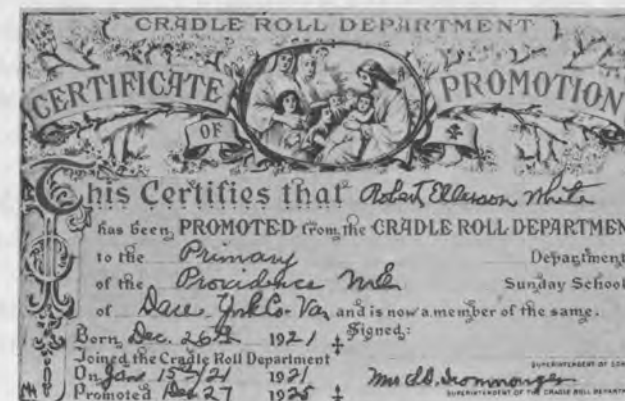 CRADLE ROLL DEPARTMENT
CERTIFICATE OF PROMOTION
This Certifies that Robert Ellerson White
has been PROMOTED from the CRADLE ROLL DEPARTMEN
to the Primary Department
of the Providence M.E. Sunday School
of Dare York Co. Va, and is now a member of the same.
Born Dec. 26th 1921 Signed:
Joined the Cradle Roll Department
On Jan 15 1921
Promoted 27 1925 Mrs
SUPERINTENDENT OF
SUPERINTENDENT OF THE CRADLE ROLL DEPARTM